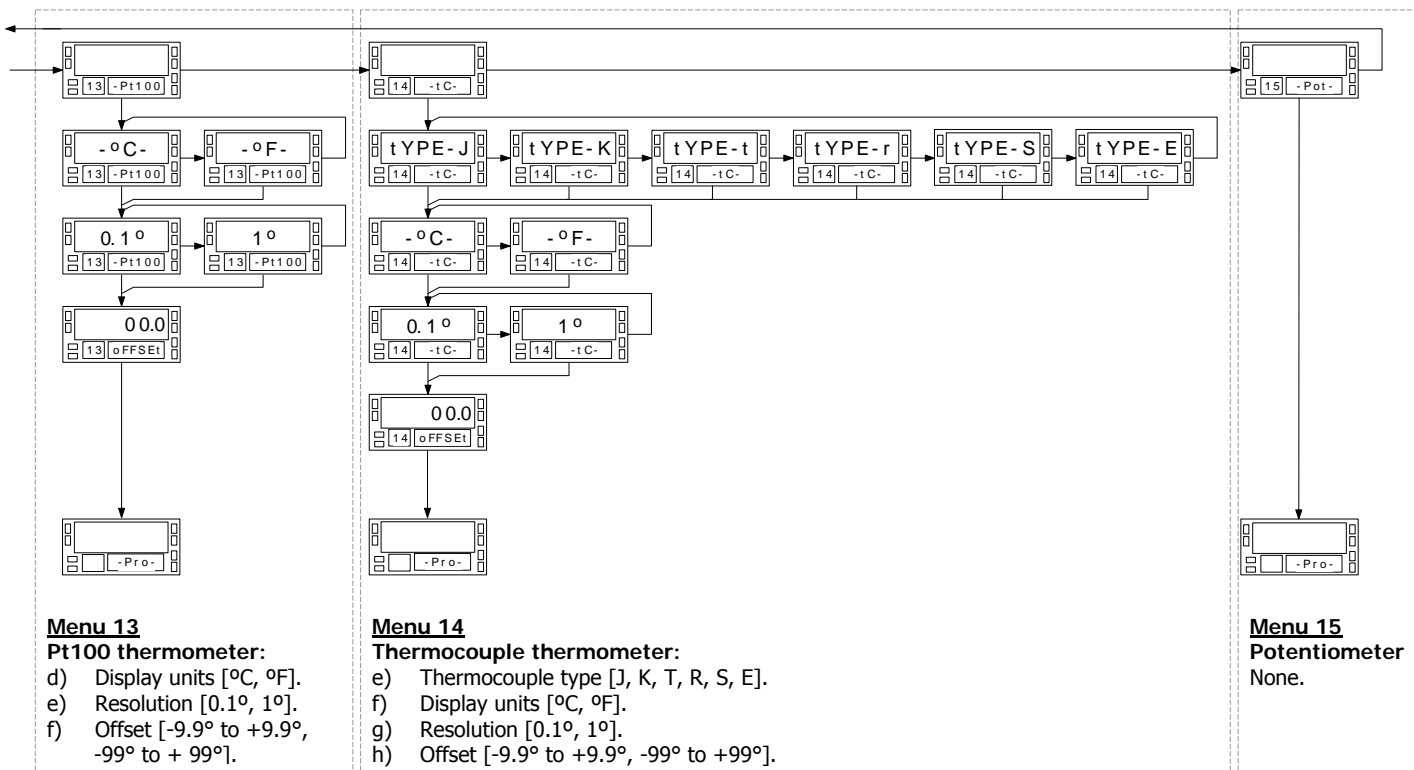 13 -Pt100
14 -tC-
15 -Pot-
-ºC-
13 -Pt100
-ºF-
13 -Pt100
tYPE-J
14 -tC-
tYPE-K
14 -tC-
tYPE-t
14 -tC-
tYPE-r
14 -tC-
tYPE-S
14 -tC-
tYPE-E
14 -tC-
0.1º
13 -Pt100
1º
13 -Pt100
-ºC-
14 -tC-
-ºF-
14 -tC-
00.0
13 oFFSEt
0.1º
14 -tC-
1º
14 -tC-
00.0
14 oFFSEt
-Pro-
-Pro-
-Pro-
Menu 13
Pt100 thermometer:
d) Display units [ºC, ºF].
e) Resolution [0.1º, 1º].
f) Offset [-9.9° to +9.9°,
-99° to + 99°].
Menu 14
Thermocouple thermometer:
e) Thermocouple type [J, K, T, R, S, E].
f) Display units [ºC, ºF].
g) Resolution [0.1º, 1º].
h) Offset [-9.9° to +9.9°, -99° to +99°].
Menu 15
Potentiometer
None.